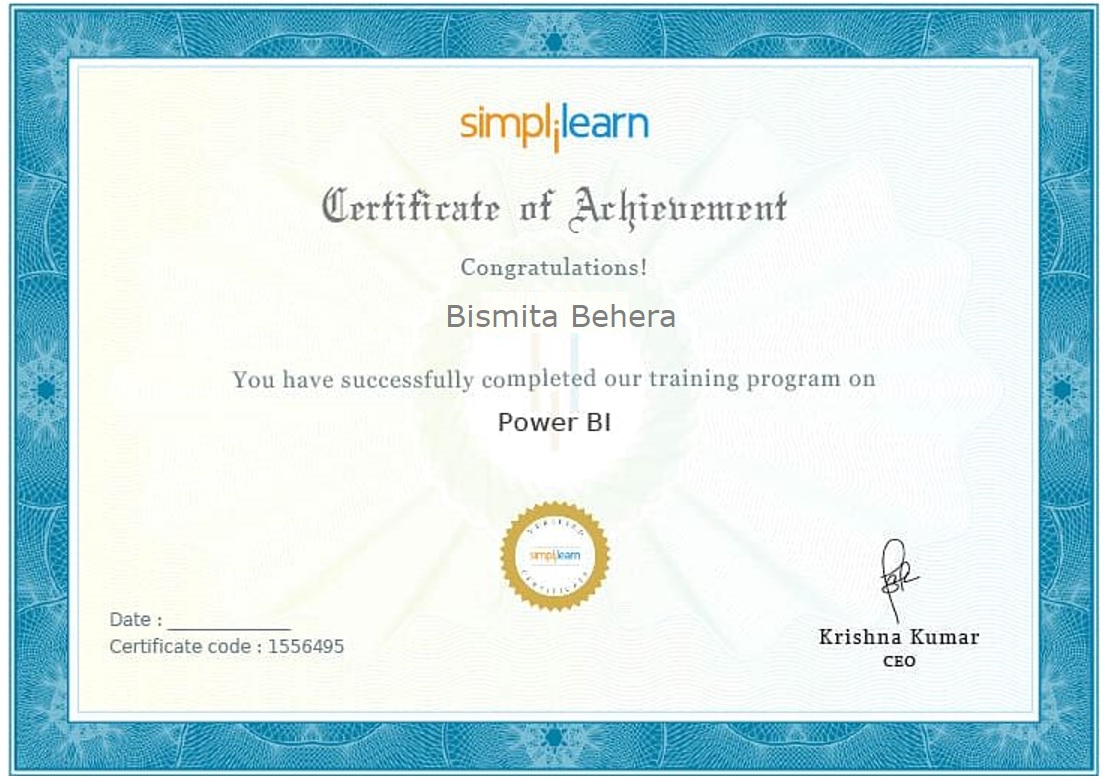 simplilearn
Certificate of Achievement
Congratulations!
Bismita Behera
You have successfully completed our training program on
Power BI
VERIFIED
simplilearn
CERTIFICATE
Date : ____________
Certificate code : 1556495
Krishna Kumar
CEO